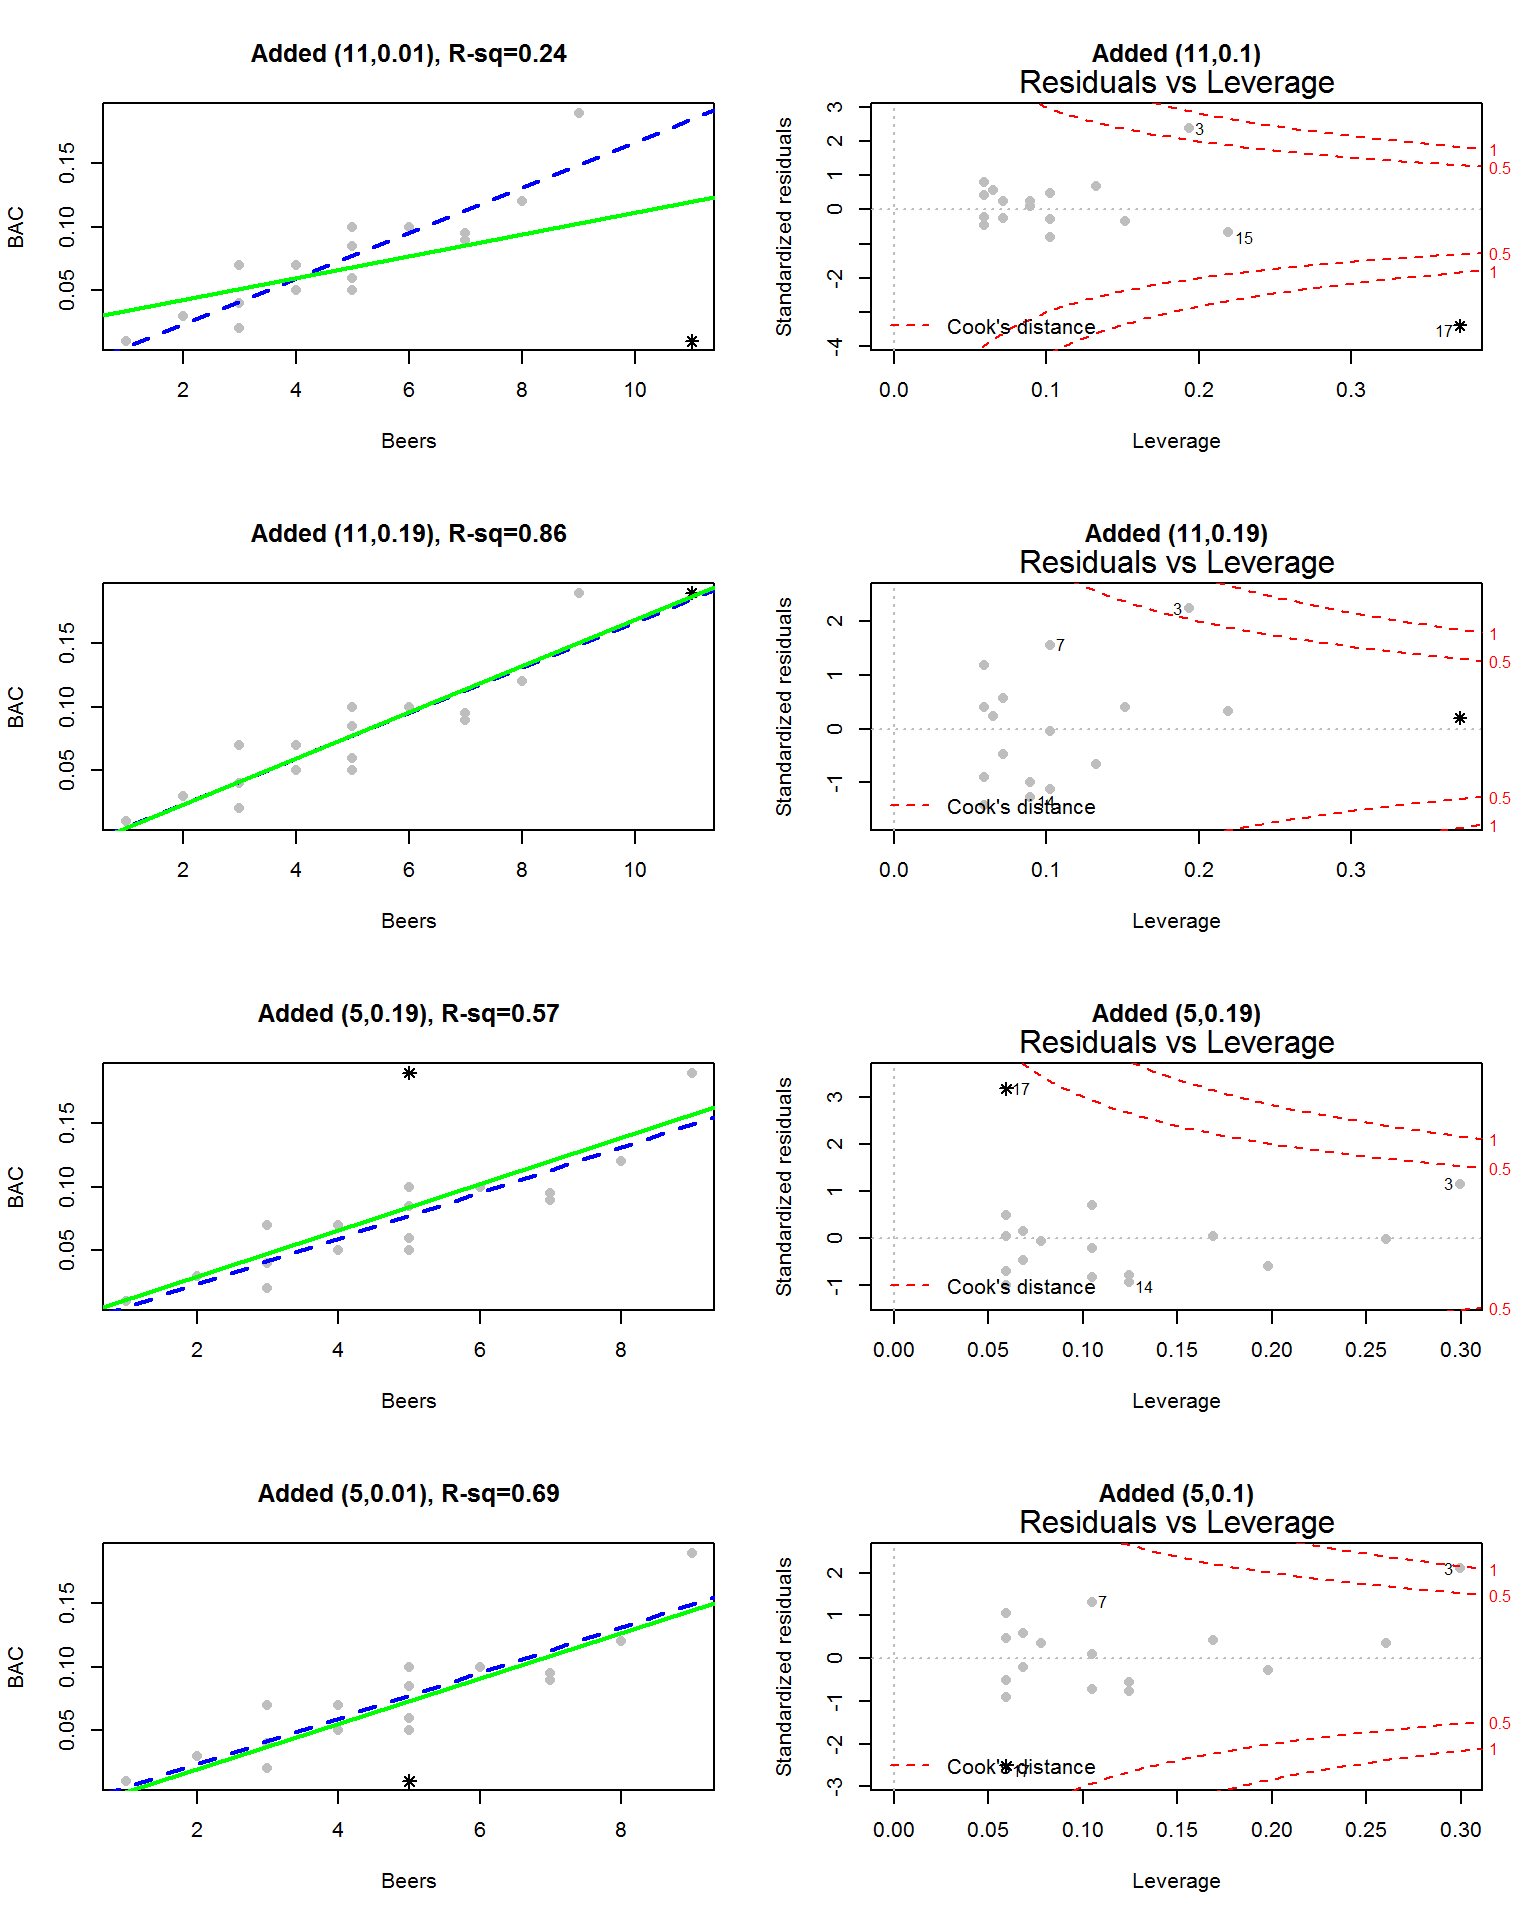 Added (11,0.01), R-sq=0.24
BAC
0.05 0.10 0.15
2 4 6 8 10
Beers
Added (11,0.1)
Residuals vs Leverage
Standardized residuals
-4 -2 0 1 2 3
3
15
17
1
0.5
0.5
1
Cook's distance
0.0 0.1 0.2 0.3
Leverage
Added (11,0.19), R-sq=0.86
BAC
0.05 0.10 0.15
2 4 6 8 10
Beers
Added (11,0.19)
Residuals vs Leverage
Standardized residuals
-1 0 1 2
3
7
14
1
0.5
0.5
1
Cook's distance
0.0 0.1 0.2 0.3
Leverage
Added (5,0.19), R-sq=0.57
BAC
0.05 0.10 0.15
2 4 6 8
Beers
Added (5,0.19)
Residuals vs Leverage
Standardized residuals
-1 0 1 2 3
17
3
14
1
0.5
0.5
Cook's distance
0.00 0.05 0.10 0.15 0.20 0.25 0.30
Leverage
Added (5,0.01), R-sq=0.69
BAC
0.05 0.10 0.15
2 4 6 8
Beers
Added (5,0.1)
Residuals vs Leverage
Standardized residuals
-3 -2 -1 0 1 2
3
7
17
1
0.5
0.5
1
Cook's distance
0.00 0.05 0.10 0.15 0.20 0.25 0.30
Leverage